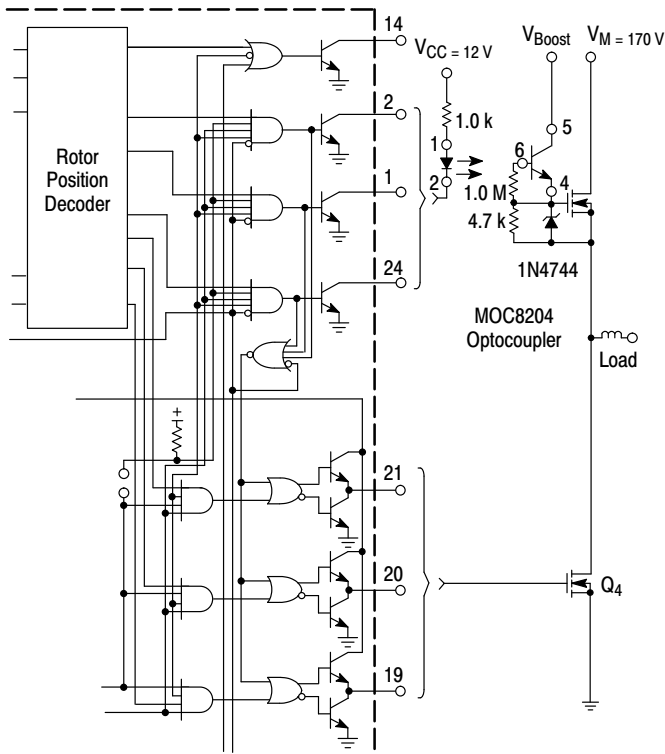 14
V_CC = 12 V
V_Boost
V_M = 170 V
2
1.0 k
1
5
6
Rotor
Position
Decoder
1
2
1.0 M
4
4.7 k
1N4744
24
MOC8204
Optocoupler
Load
+
21
20
Q_4
19